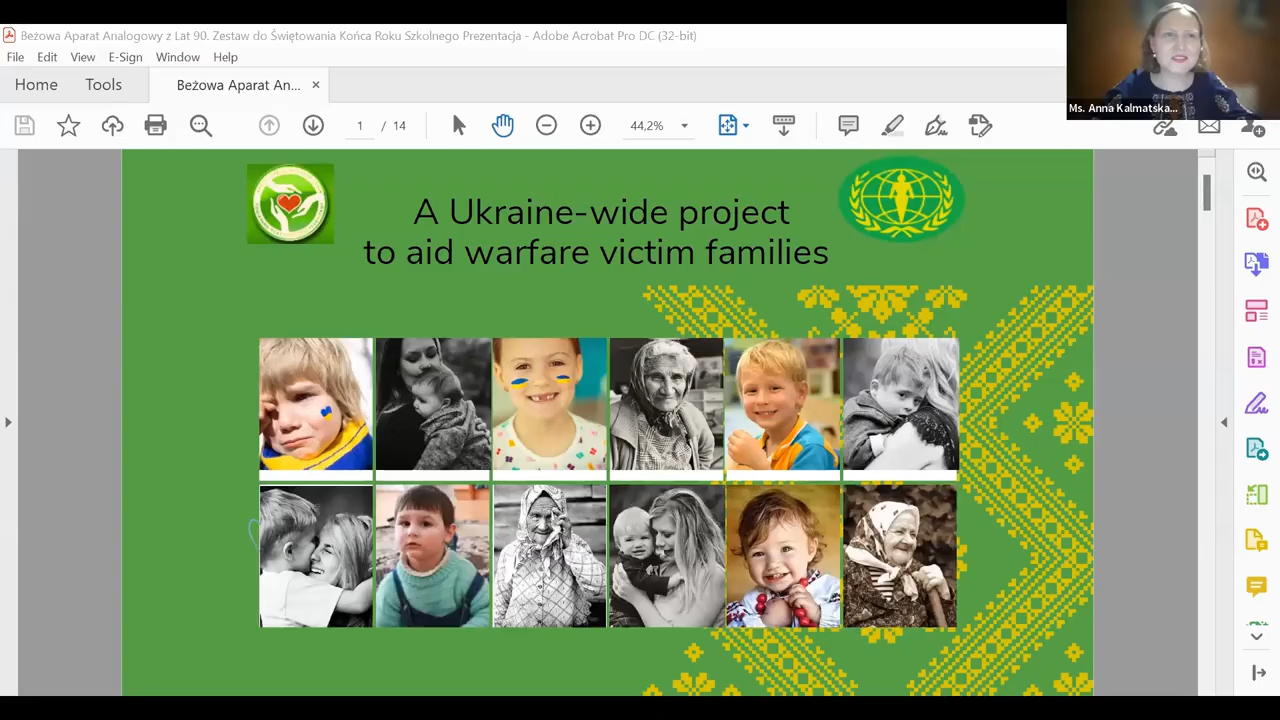 Beżowa Aparat Analogowy z Lat 90. Zestaw do Świętowania Końca Roku Szkolnego Prezentacja - Adobe Acrobat Pro DC (32-bit)
File Edit View E-Sign Window Help
Home Tools Beżowa Aparat An... ×
1 / 14 44,2%
Ms. Anna Kalmatska...
A Ukraine-wide project
to aid warfare victim families